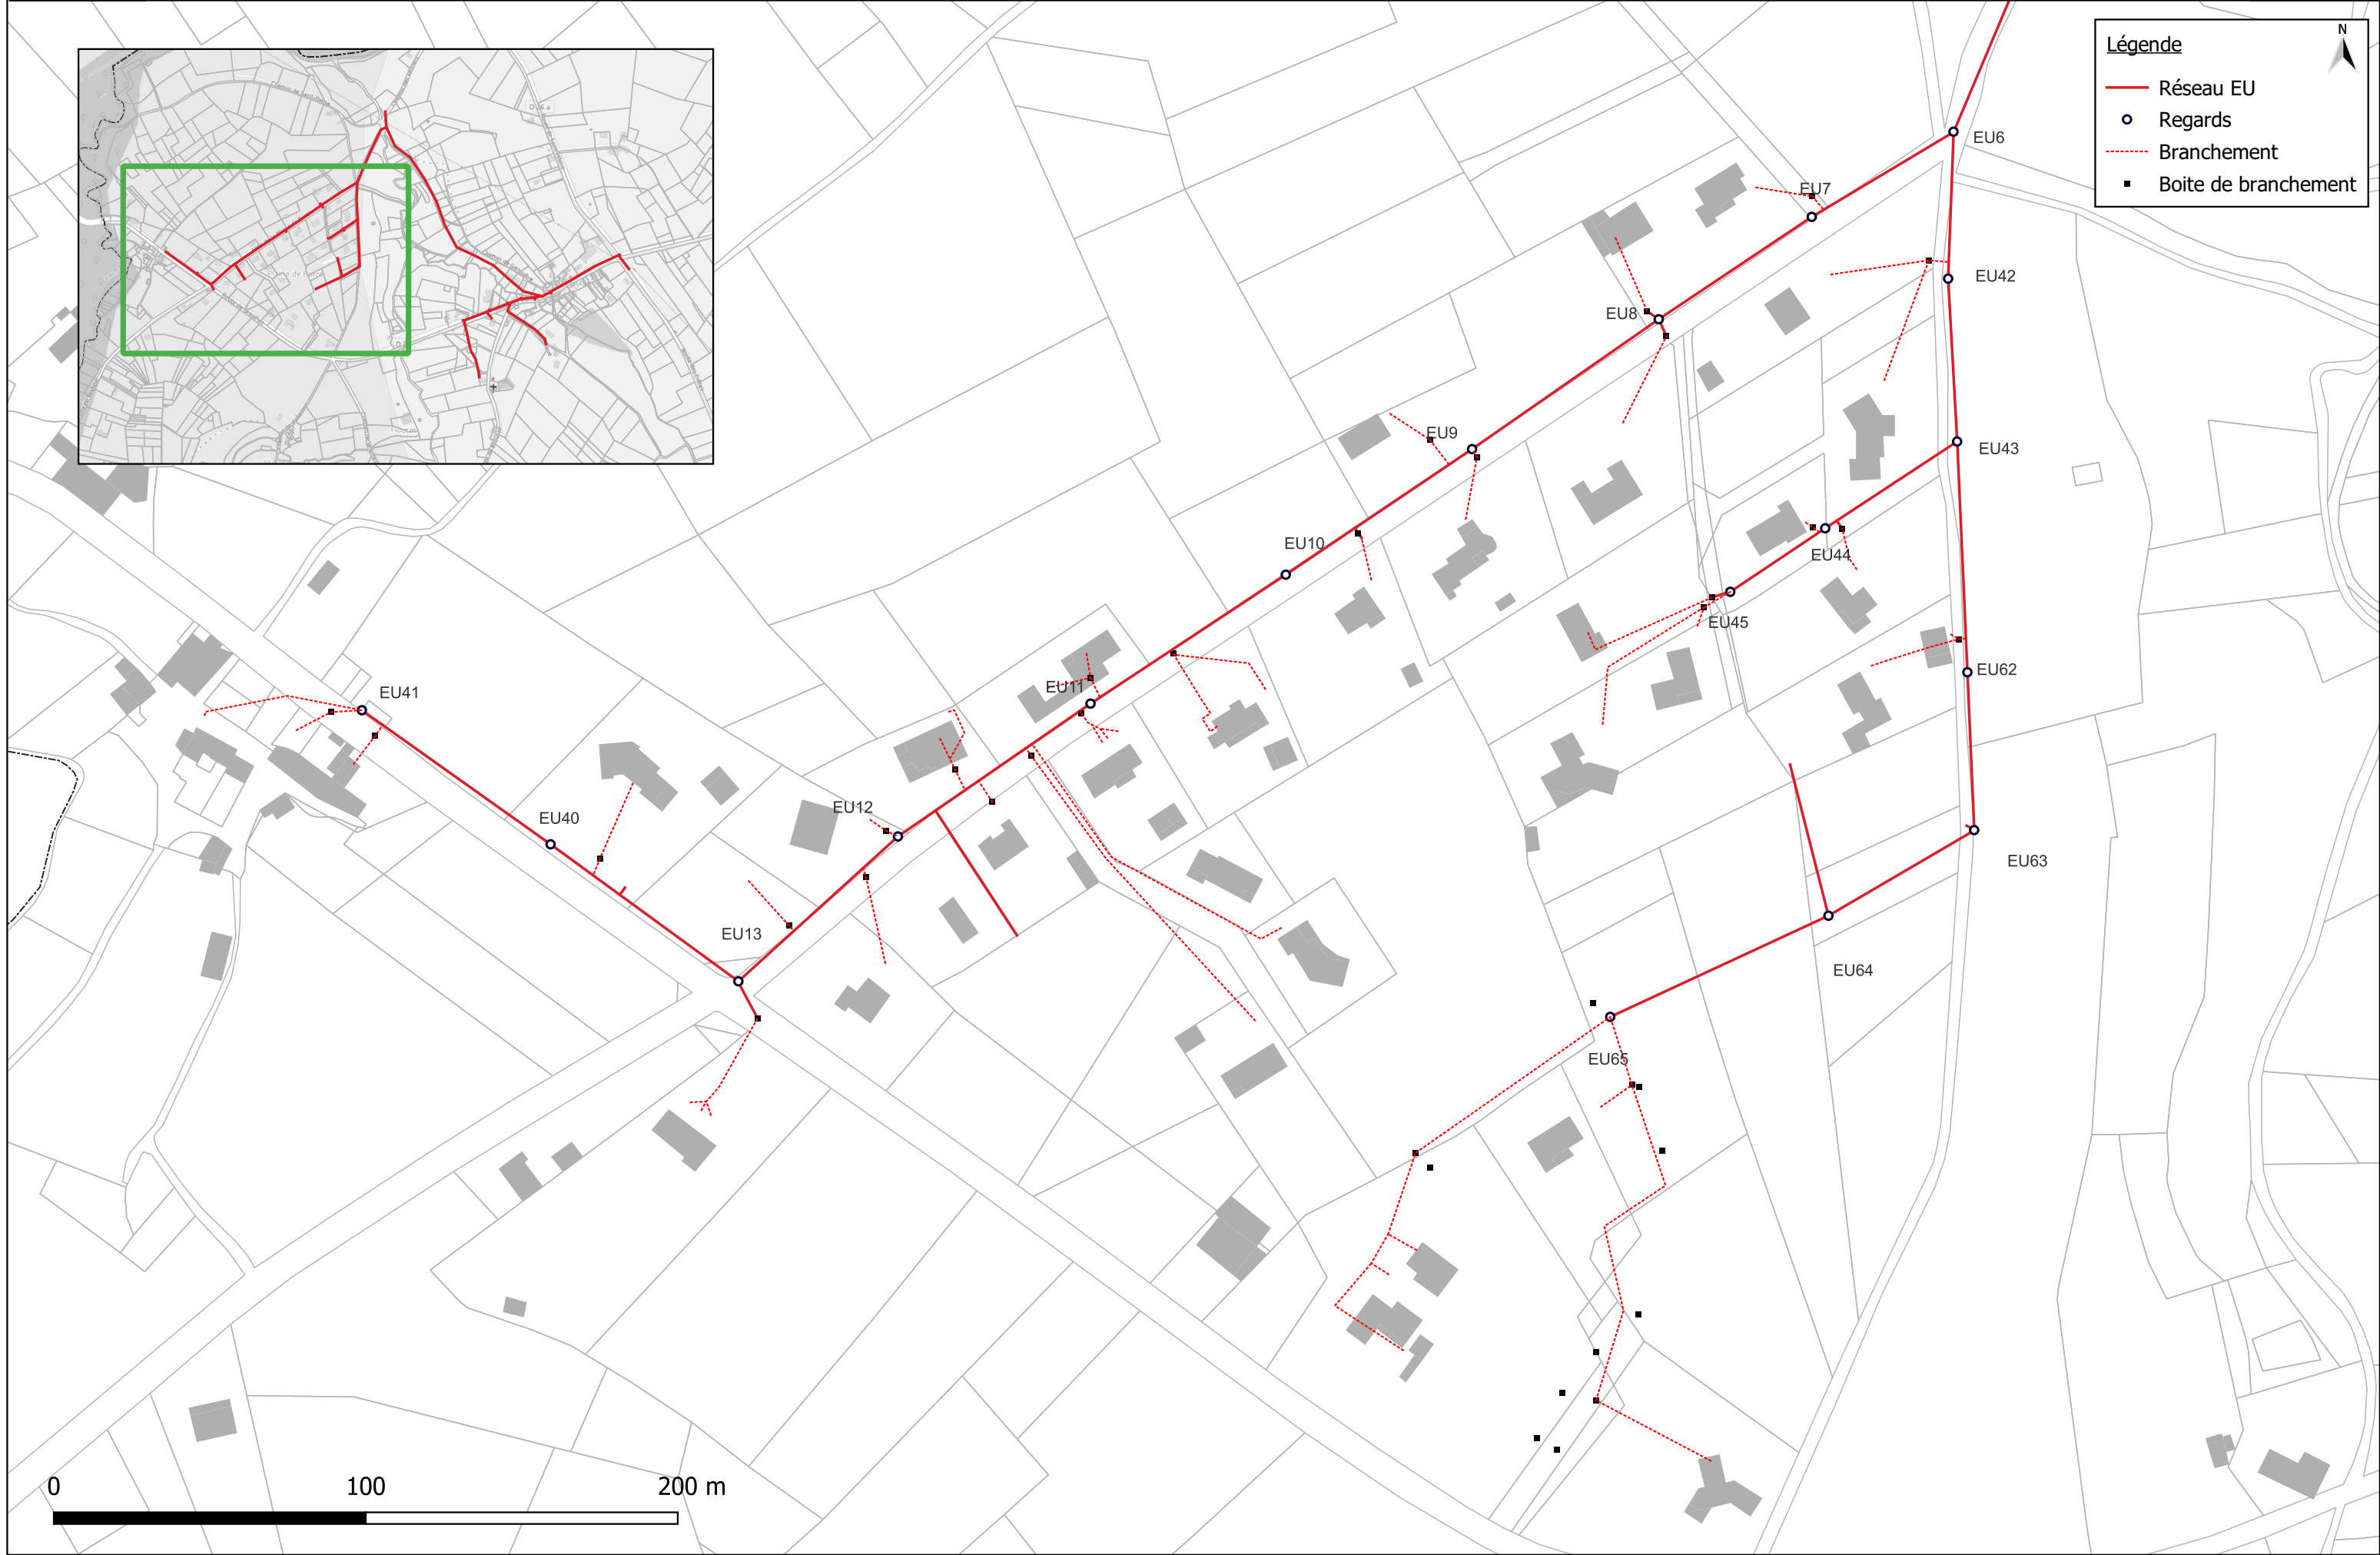 Légende
N
Réseau EU
Regards
Branchement
Boite de branchement
EU6
EU7
EU42
EU8
EU9
EU43
EU10
EU44
EU45
EU62
EU11
EU41
EU12
EU40
EU63
EU13
EU64
EU65
0 100 200 m